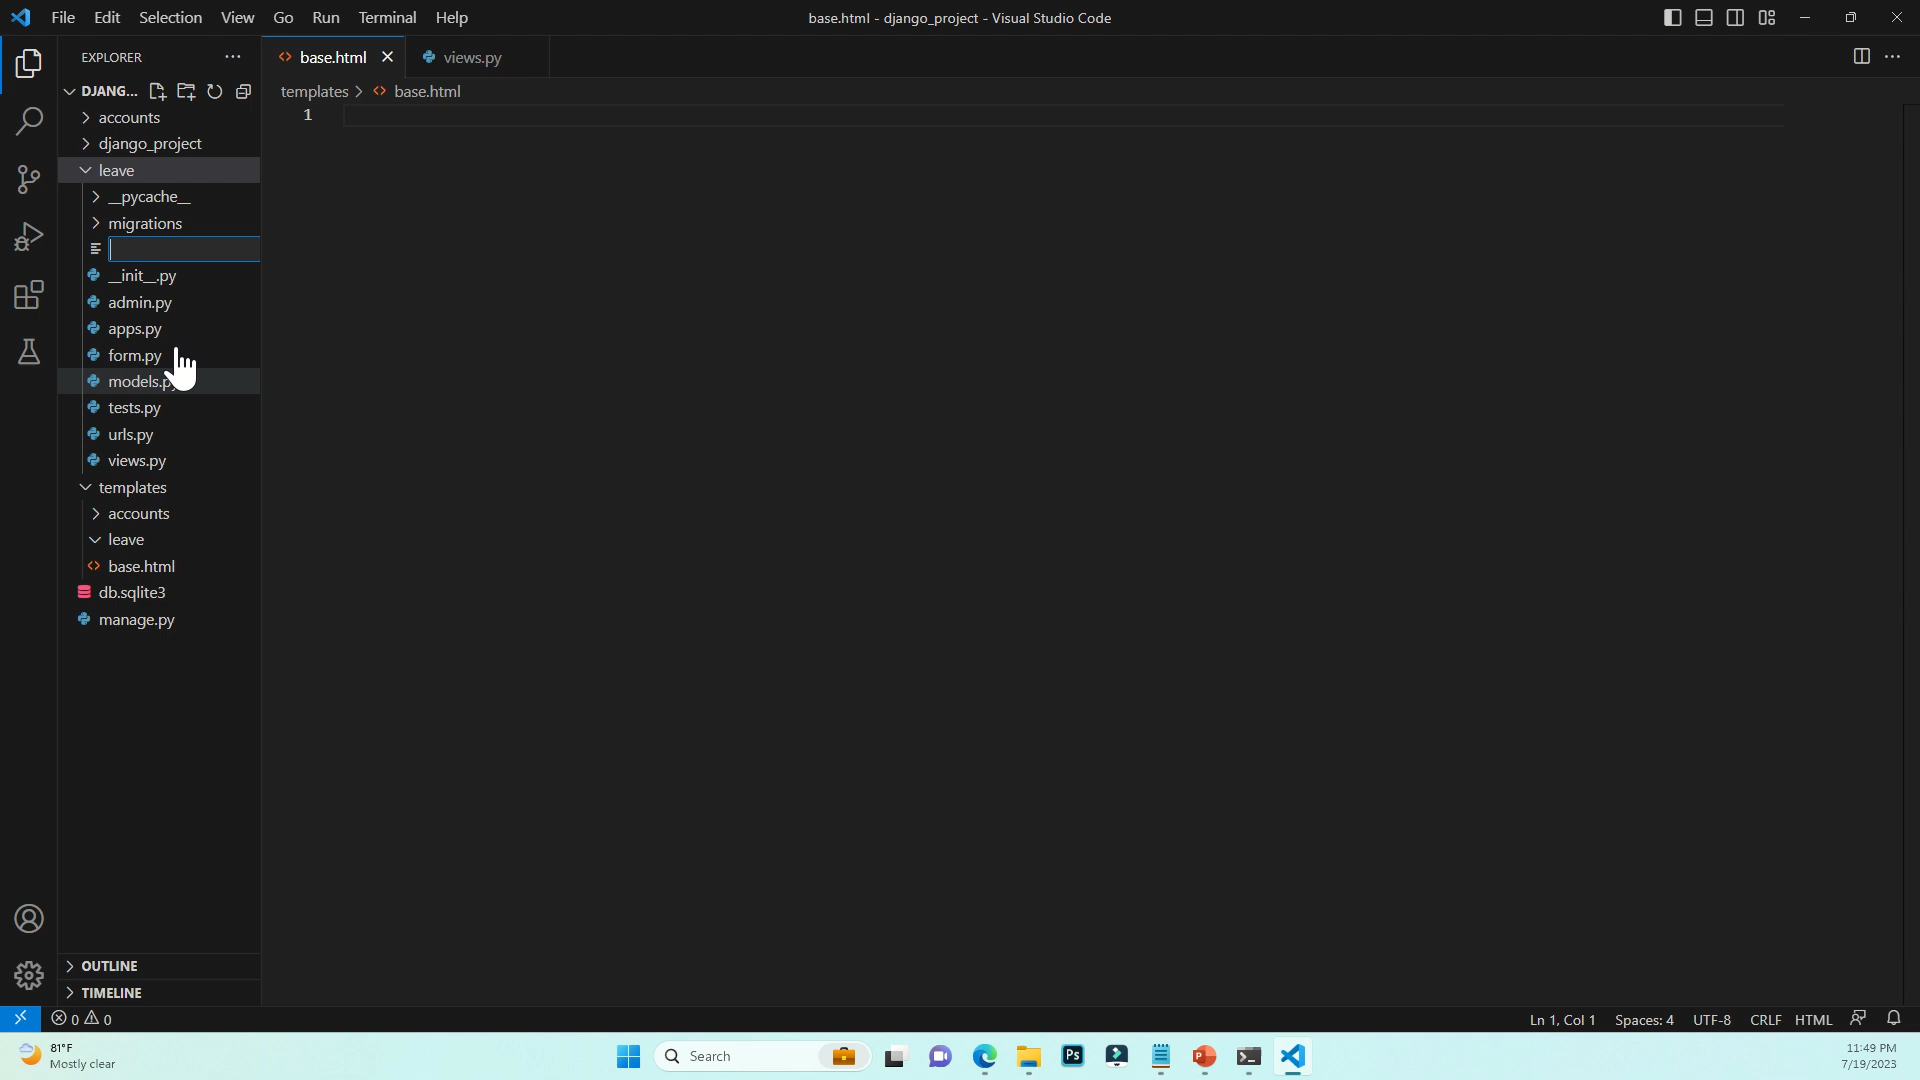 File Edit Selection View Go Run Terminal Help
base.html - django_project - Visual Studio Code
EXPLORER
base.html
views.py
DJANG...
templates > base.html
1
accounts
django_project
leave
__pycache__
migrations
__init__.py
admin.py
apps.py
form.py
models.py
tests.py
urls.py
views.py
templates
accounts
leave
base.html
db.sqlite3
manage.py
OUTLINE
TIMELINE
0 0
Ln 1, Col 1 Spaces: 4 UTF-8 CRLF HTML
81°F
Mostly clear
Search
Ps
P
11:49 PM
7/19/2023